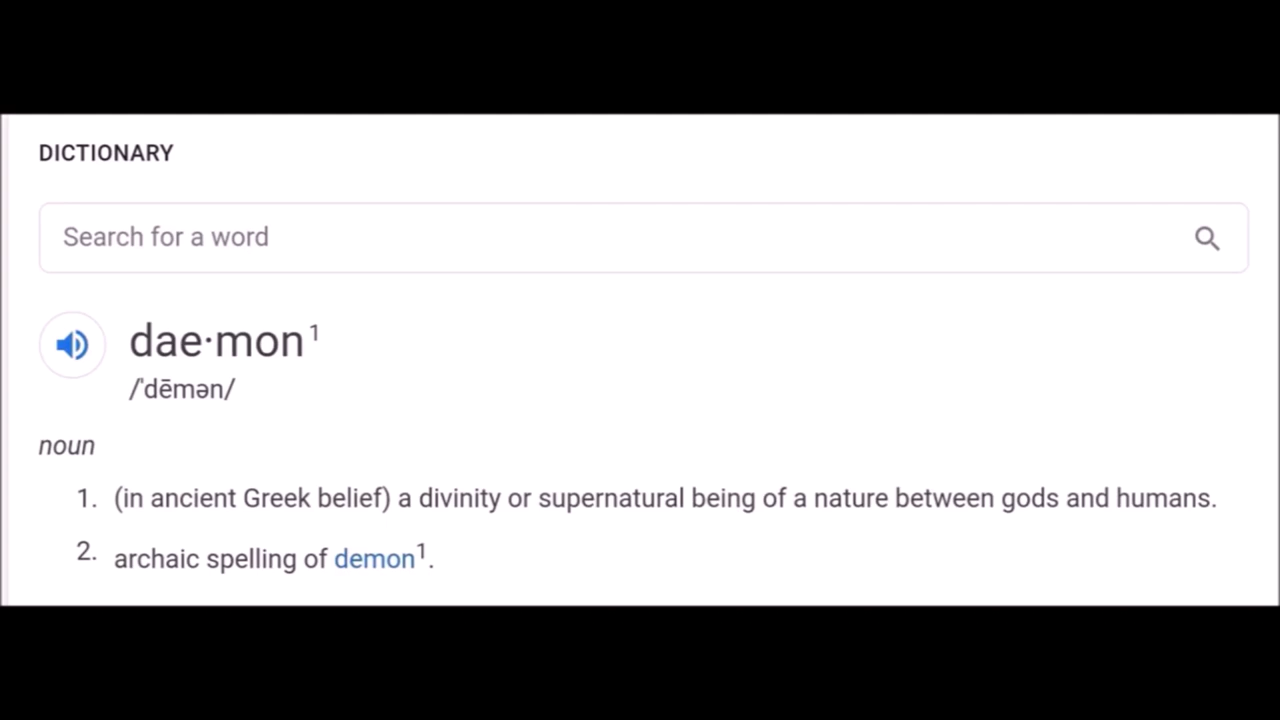 DICTIONARY
Search for a word
dae·mon¹
/ˈdēmən/
noun
1. (in ancient Greek belief) a divinity or supernatural being of a nature between gods and humans.
2. archaic spelling of demon¹.